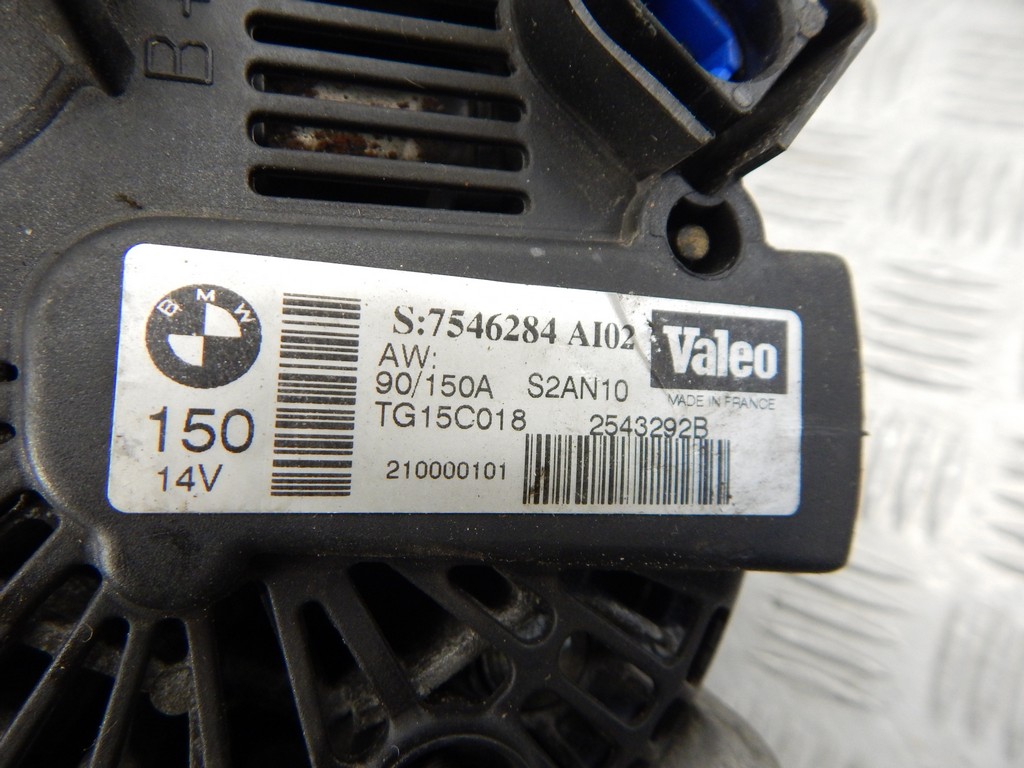 B+
BMW
150
14V
S:7546284 AI02
AW:
90/150A S2AN10
TG15C018
210000101
Valeo
MADE IN FRANCE
2543292B